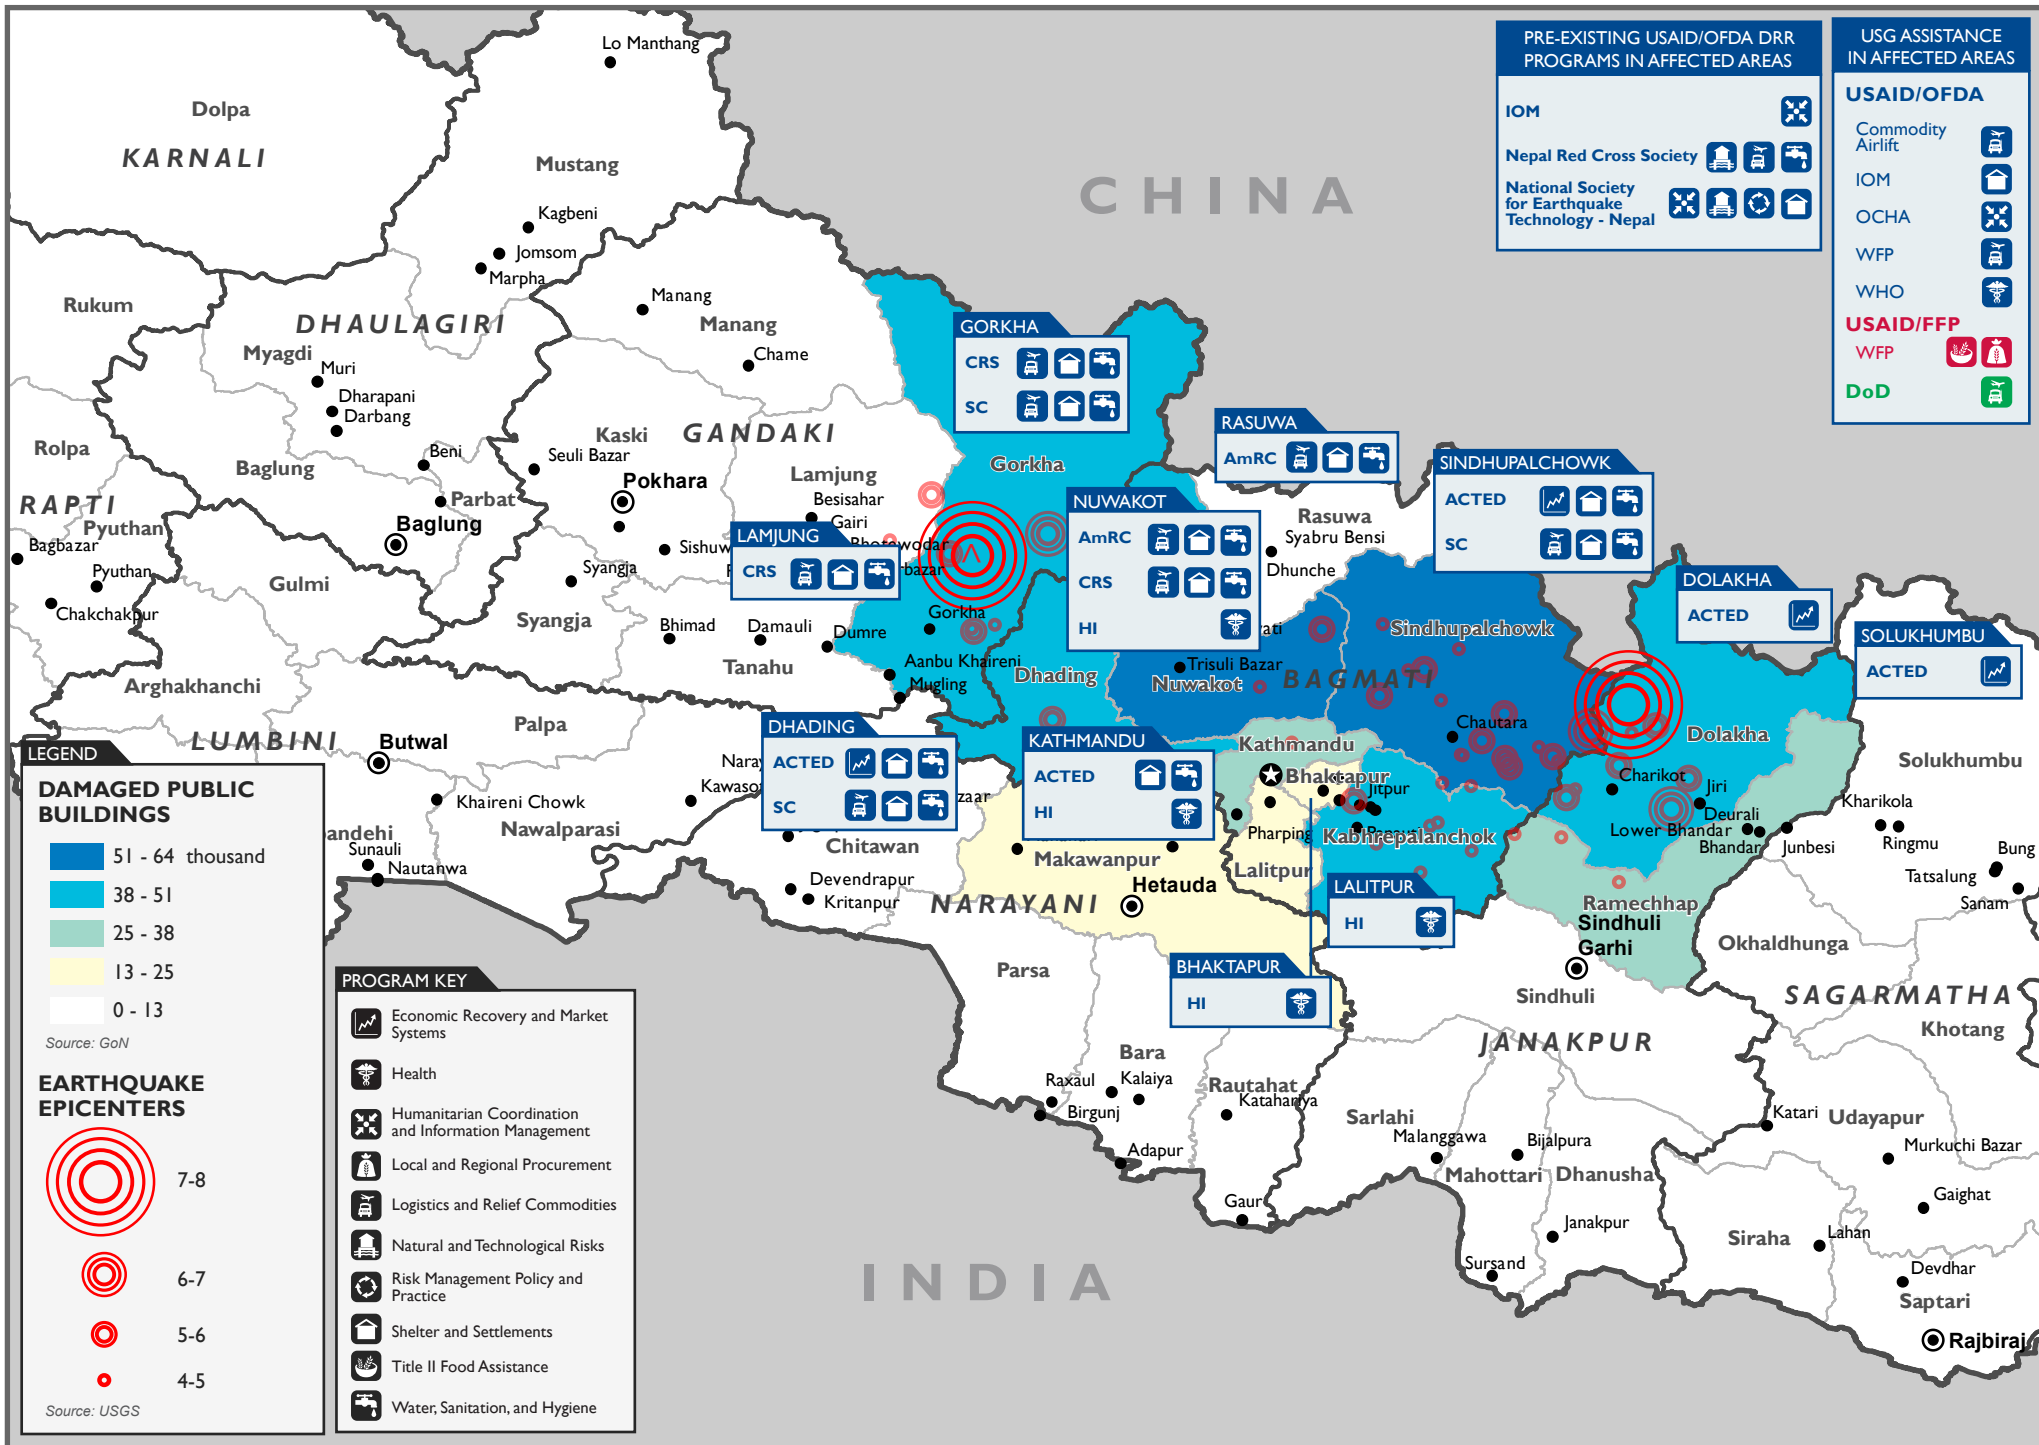 Lo Manthang
Dolpa
KARNALI
Mustang
Kagbeni
Jomsom
Marpha
CHINA
PRE-EXISTING USAID/OFDA DRR
PROGRAMS IN AFFECTED AREAS
IOM
Nepal Red Cross Society
National Society
for Earthquake
Technology - Nepal
USG ASSISTANCE
IN AFFECTED AREAS
USAID/OFDA
Commodity
Airlift
IOM
OCHA
WFP
WHO
USAID/FFP
WFP
DoD
Rukum
DHAULAGIRI
Myagdi
Muri
Dharapani
Darbang
Manang
Manang
Chame
Rolpa
Baglung
Beni
Parbat
Baglung
RAPTI
Pyuthan
Bagbazar
Pyuthan
Chakchakpur
Kaski
GANDAKI
Seuli Bazar
Pokhara
Lamjung
Besisahar
Gairi
Bhotewodar
bazar
Sishuw
Syangja
Syangja
Gulmi
Bhimad
Damauli
Dumre
Tanahu
Arghakhanchi
Palpa
LUMBINI
Butwal
Khaireni Chowk
Nawalparasi
andehi
Sunauli
Nautanwa
GORKHA
CRS
SC
Gorkha
LAMJUNG
CRS
Gorkha
Aanbu Khaireni
Mugling
NUWAKOT
AmRC
CRS
HI
RASUWA
AmRC
Rasuwa
Syabru Bensi
Dhunche
SINDHUPALCHOWK
ACTED
SC
DOLAKHA
ACTED
SOLUKHUMBU
ACTED
Sindhupalchowk
ati
Trisuli Bazar
Nuwakot
BAGMATI
Dhading
Chautara
Dolakha
Charikot
Jiri
Deurali
Lower Bhandar
Bhandar
Junbesi
Solukhumbu
Kharikola
Ringmu
Bung
Tatsalung
Sanam
DHADING
ACTED
SC
Naray
Kawaso
zaar
KATHMANDU
ACTED
HI
Kathmandu
Bhaktapur
Jitpur
Pharping
Kabhrepalanchok
Lalitpur
Chitawan
Makawanpur
Hetauda
Devendrapur
Kritanpur
NARAYANI
LALITPUR
HI
BHAKTAPUR
HI
Ramechhap
Sindhuli
Garhi
Sindhuli
Okhaldhunga
SAGARMATHA
Khotang
JANAKPUR
Parsa
Bara
Raxaul
Kalaiya
Birgunj
Adapur
Rautahat
Katahariya
Gaur
Sarlahi
Malanggawa
Bijalpura
Mahottari
Dhanusha
Janakpur
Sursand
Katari
Udayapur
Murkuchi Bazar
Gaighat
Siraha
Lahan
Devdhar
Saptari
Rajbiraj
INDIA
LEGEND
DAMAGED PUBLIC
BUILDINGS
51 - 64 thousand
38 - 51
25 - 38
13 - 25
0 - 13
Source: GoN
EARTHQUAKE
EPICENTERS
7-8
6-7
5-6
4-5
Source: USGS
PROGRAM KEY
Economic Recovery and Market
Systems
Health
Humanitarian Coordination
and Information Management
Local and Regional Procurement
Logistics and Relief Commodities
Natural and Technological Risks
Risk Management Policy and
Practice
Shelter and Settlements
Title II Food Assistance
Water, Sanitation, and Hygiene